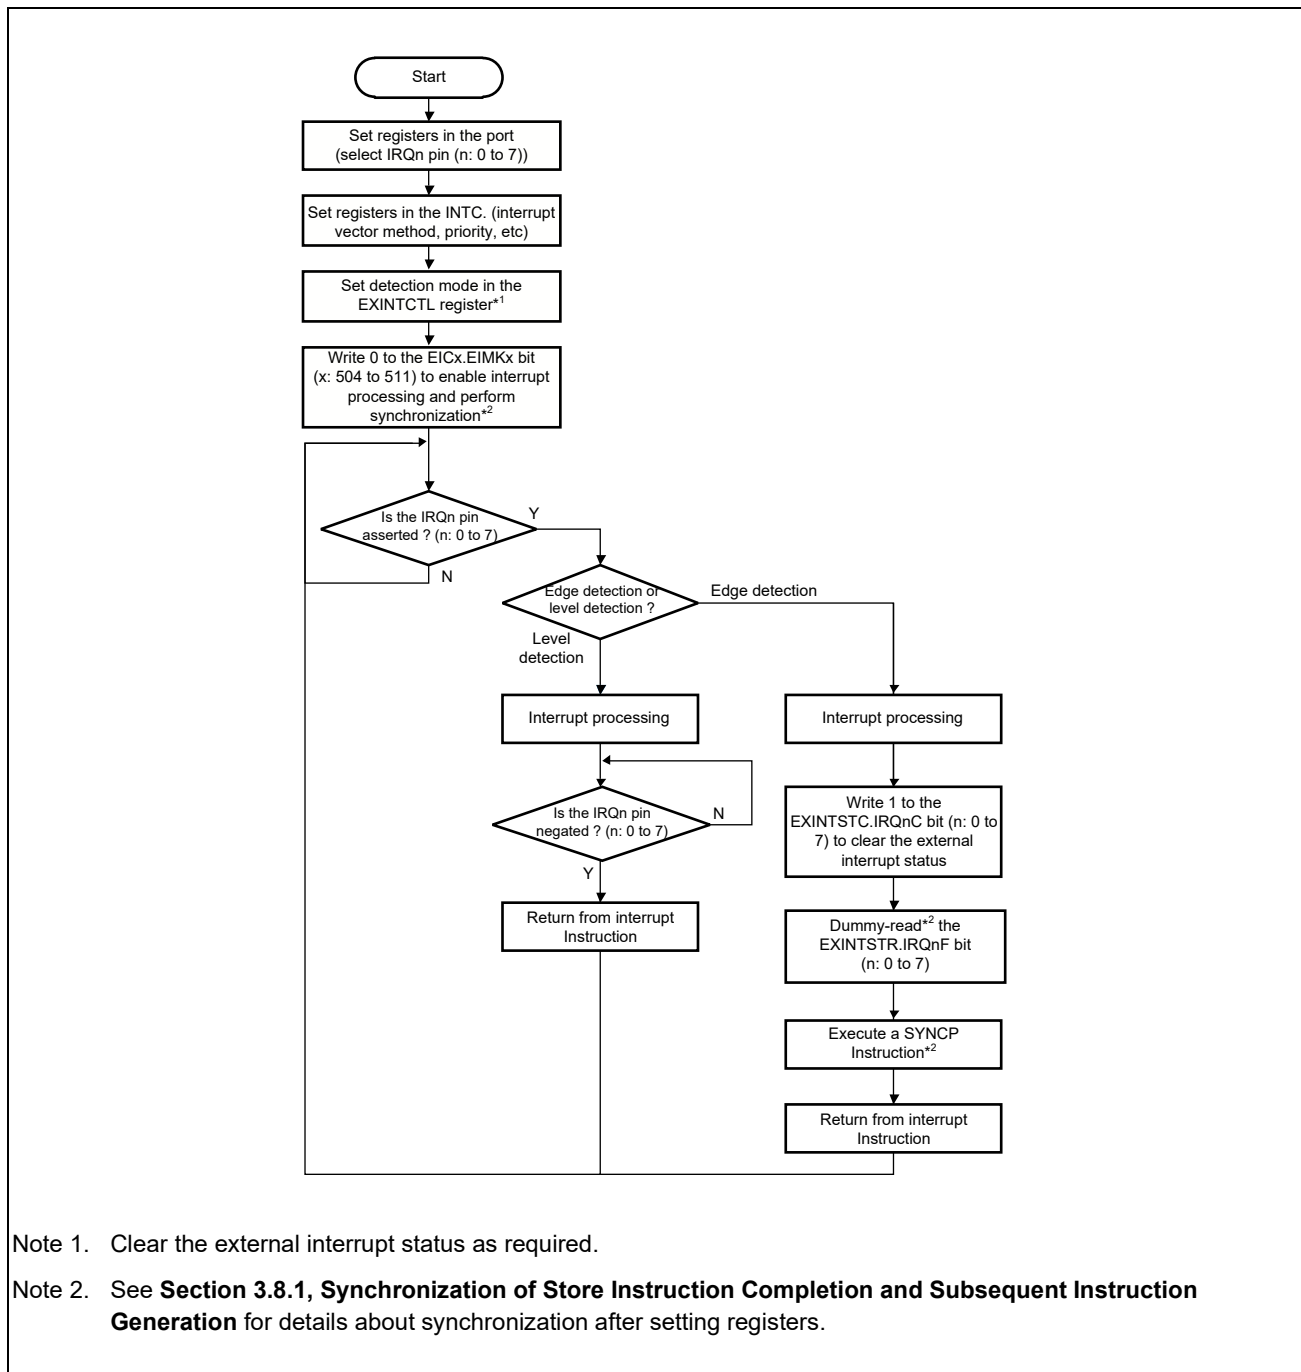 Start
Set registers in the port
(select IRQn pin (n: 0 to 7))
Set registers in the INTC. (interrupt
vector method, priority, etc)
Set detection mode in the
EXINTCTL register*1
Write 0 to the EICx.EIMKx bit
(x: 504 to 511) to enable interrupt
processing and perform
synchronization*2
Is the IRQn pin
asserted ? (n: 0 to 7)
Y
N
Edge detection or
level detection ?
Edge detection
Level
detection
Interrupt processing
Is the IRQn pin
negated ? (n: 0 to 7)
N
Y
Return from interrupt
Instruction
Interrupt processing
Write 1 to the
EXINTSTC.IRQnC bit (n: 0 to
7) to clear the external
interrupt status
Dummy-read*2 the
EXINTSTR.IRQnF bit
(n: 0 to 7)
Execute a SYNCP
Instruction*2
Return from interrupt
Instruction
Note 1. Clear the external interrupt status as required.
Note 2. See Section 3.8.1, Synchronization of Store Instruction Completion and Subsequent Instruction
Generation for details about synchronization after setting registers.